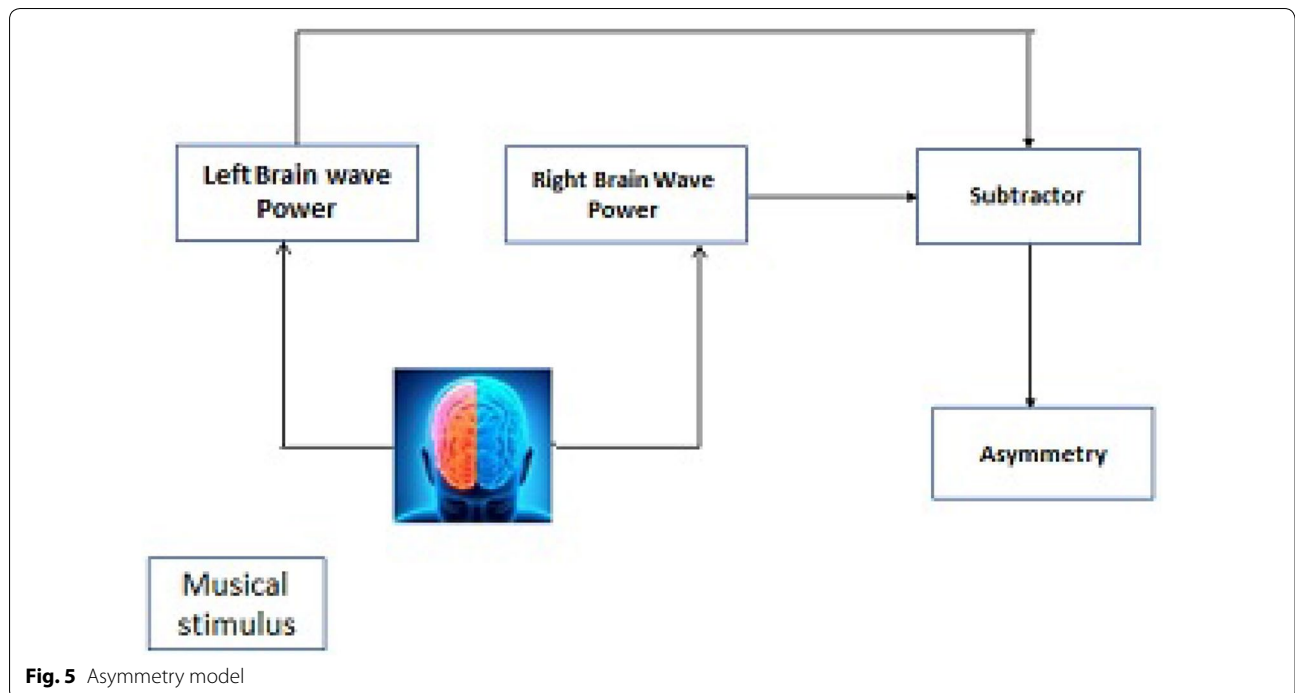 Left Brain wave
Power
Right Brain Wave
Power
Subtractor
Asymmetry
Musical
stimulus
Fig. 5 Asymmetry model